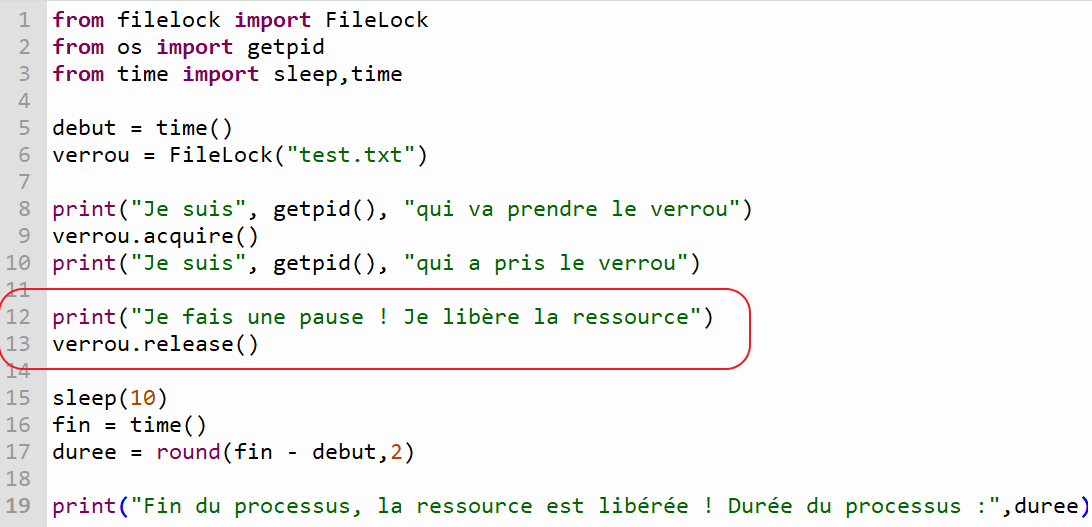 1 from filelock import FileLock
2 from os import getpid
3 from time import sleep,time
4
5 debut = time()
6 verrou = FileLock("test.txt")
7
8 print("Je suis", getpid(), "qui va prendre le verrou")
9 verrou.acquire()
10 print("Je suis", getpid(), "qui a pris le verrou")
11
12 print("Je fais une pause ! Je libère la ressource")
13 verrou.release()
14
15 sleep(10)
16 fin = time()
17 duree = round(fin - debut,2)
18
19 print("Fin du processus, la ressource est libérée ! Durée du processus :",duree)